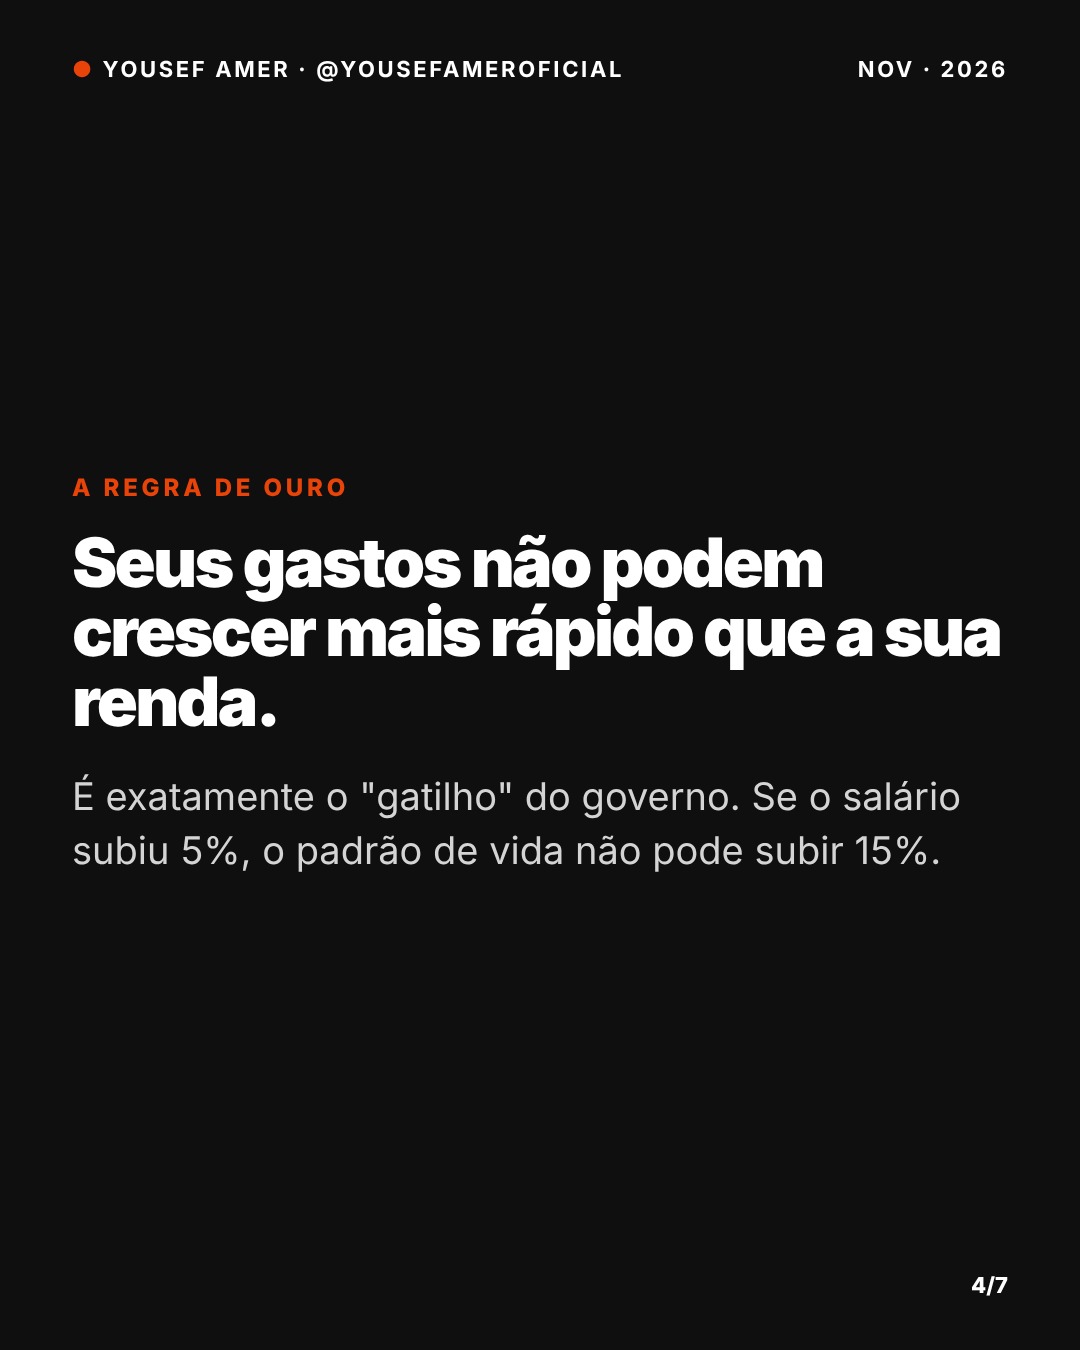 YOUSEF AMER · @YOUSEFAMEROFICIAL
NOV · 2026
A REGRA DE OURO
Seus gastos não podem
crescer mais rápido que a sua
renda.
É exatamente o "gatilho" do governo. Se o salário
subiu 5%, o padrão de vida não pode subir 15%.
4/7